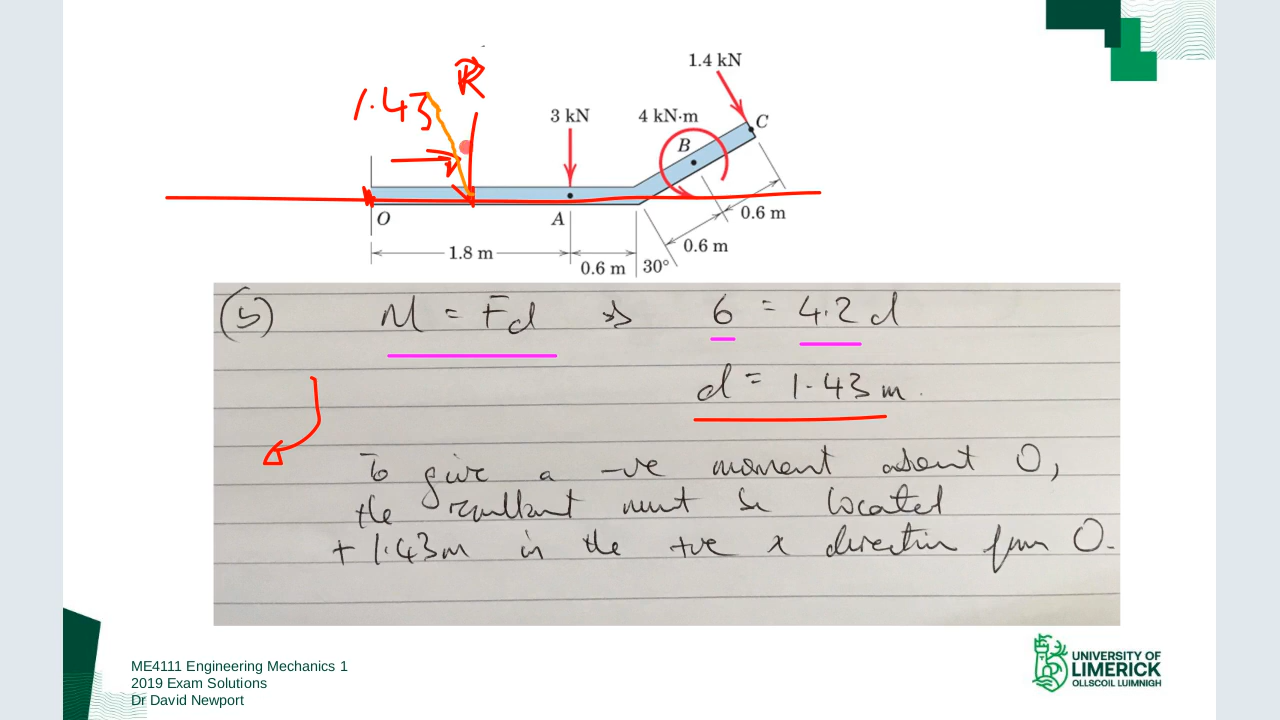 1.43
R
1.4 kN
3 kN
4 kN·m
C
B
O
A
0.6 m
1.8 m
0.6 m
0.6 m
30°
(5) M = Fd ⇒ 6 = 4.2 d
d = 1.43 m.
To give a -ve moment about O,
the resultant must be located
+ 1.43m in the +ve x direction from O.
ME4111 Engineering Mechanics 1
2019 Exam Solutions
Dr David Newport
UNIVERSITY OF
LIMERICK
OLLSCOIL LUIMNIGH